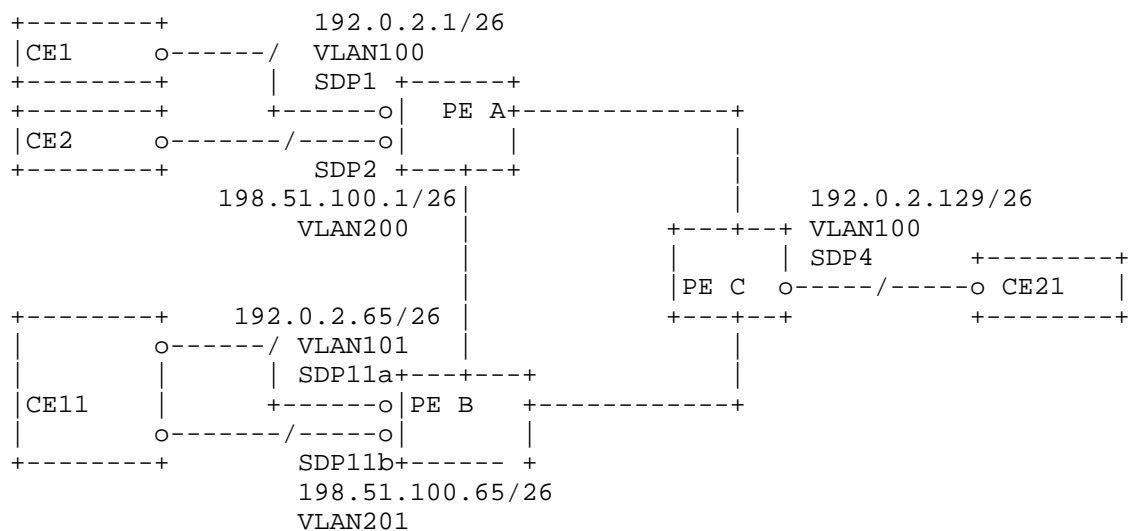 192.0.2.1/26
CE1 VLAN100
SDP1
PE A
CE2
SDP2
198.51.100.1/26 192.0.2.129/26
VLAN200 VLAN100
SDP4
PE C CE21
192.0.2.65/26
VLAN101
SDP11a
CE11 PE B
SDP11b
198.51.100.65/26
VLAN201